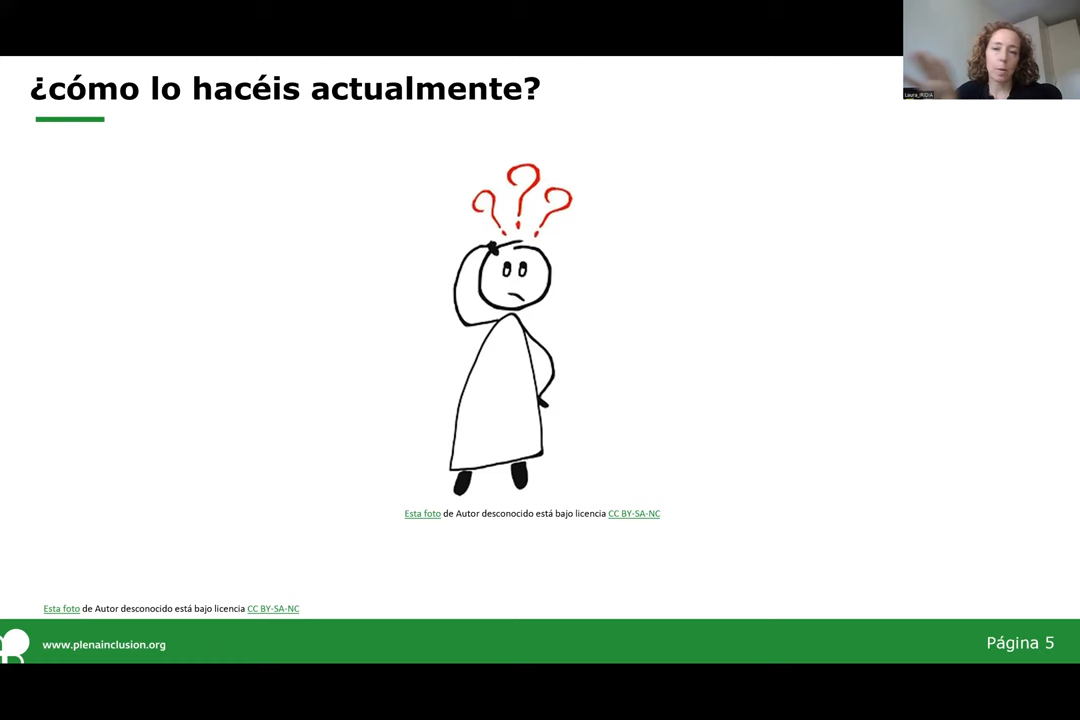 ¿cómo lo hacéis actualmente?
Laura_IRIDIA
Esta foto de Autor desconocido está bajo licencia CC BY-SA-NC
Esta foto de Autor desconocido está bajo licencia CC BY-SA-NC
www.plenainclusion.org
Página 5